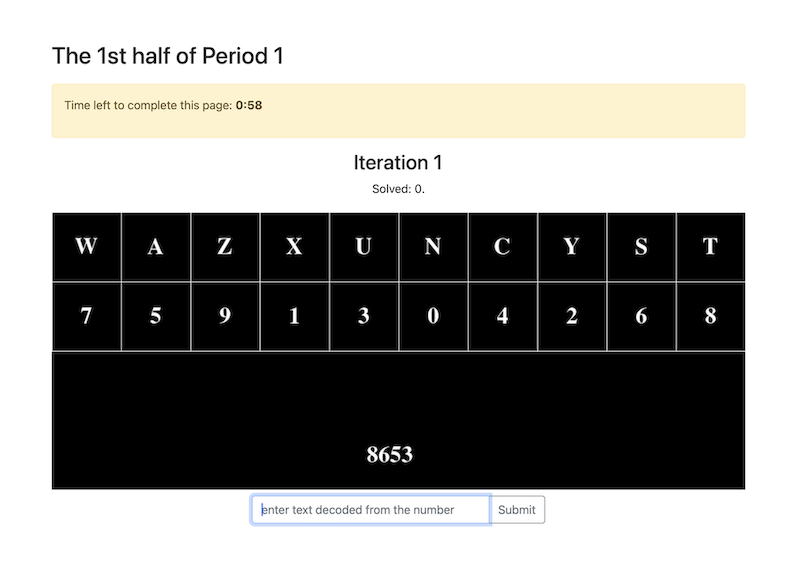 The 1st half of Period 1
Time left to complete this page: 0:58
Iteration 1
Solved: 0.
W A Z X U N C Y S T
7 5 9 1 3 0 4 2 6 8
8653
enter text decoded from the number Submit